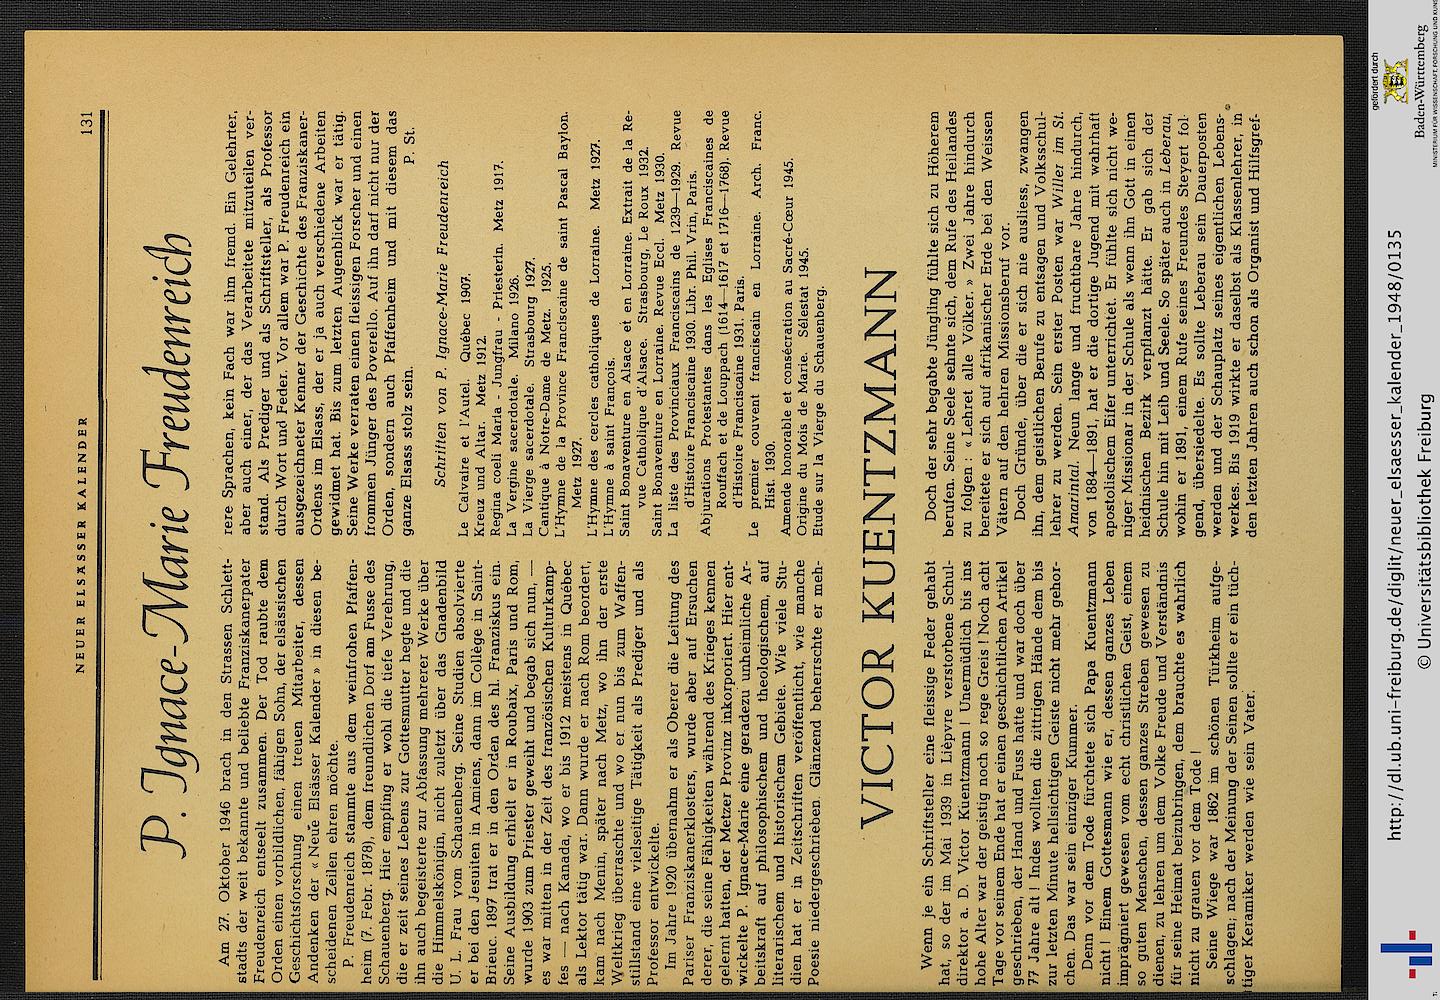 NEUER ELSÄSSER KALENDER 131
P. Ignace-Marie Freudenreich
Am 27. Oktober 1946 brach in den Strassen Schlett-
stadts der weit bekannte und beliebte Franziskanerpater
Freudenreich entseelt zusammen. Der Tod raubte dem
Orden einen vorbildlichen, fähigen Sohn, der elsässischen
Geschichtsforschung einen treuen Mitarbeiter, dessen
Andenken der « Neue Elsässer Kalender » in diesen be-
scheidenen Zeilen ehren möchte.
P. Freudenreich stammte aus dem weinfrohen Pfaffen-
heim (7. Febr. 1878), dem freundlichen Dorf am Fusse des
Schauenberg. Hier empfing er wohl die tiefe Verehrung,
die er zeit seines Lebens zur Gottesmutter hegte und die
ihn auch begeisterte zur Abfassung mehrerer Werke über
die Himmelskönigin, nicht zuletzt über das Gnadenbild
U. L. Frau vom Schauenberg. Seine Studien absolvierte
er bei den Jesuiten in Amiens, dann im Collège in Saint-
Brieuc. 1897 trat er in den Orden des hl. Franziskus ein.
Seine Ausbildung erhielt er in Roubaix, Paris und Rom,
wurde 1903 zum Priester geweiht und begab sich nun, —
es war mitten in der Zeit des französischen Kulturkamp-
fes — nach Kanada, wo er bis 1912 meistens in Québec
als Lektor tätig war. Dann wurde er nach Rom beordert,
kam nach Menin, später nach Metz, wo ihn der erste
Weltkrieg überraschte und wo er nun bis zum Waffen-
stillstand eine vielseitige Tätigkeit als Prediger und als
Professor entwickelte.
Im Jahre 1920 übernahm er als Oberer die Leitung des
Pariser Franziskanerklosters, wurde aber auf Ansuchen
derer, die seine Fähigkeiten während des Krieges kennen
gelernt hatten, der Metzer Provinz inkorporiert. Hier ent-
wickelte P. Ignace-Marie eine geradezu unheimliche Ar-
beitskraft auf philosophischem und theologischem, auf
literarischem und historischem Gebiete. Wie viele Stu-
dien hat er in Zeitschriften veröffentlicht, wie manche
Poesie niedergeschrieben. Glänzend beherrschte er meh-
rere Sprachen, kein Fach war ihm fremd. Ein Gelehrter,
aber auch einer, der das Verarbeitete mitzuteilen ver-
stand. Als Prediger und als Schriftsteller, als Professor
durch Wort und Feder. Vor allem war P. Freudenreich ein
ausgezeichneter Kenner der Geschichte des Franziskaner-
Ordens im Elsass, der er ja auch verschiedene Arbeiten
gewidmet hat. Bis zum letzten Augenblick war er tätig.
Seine Werke verraten einen fleissigen Forscher und einen
frommen Jünger des Poverello. Auf ihn darf nicht nur der
Orden, sondern auch Pfaffenheim und mit diesem das
ganze Elsass stolz sein. P. St.
Schriften von P. Ignace-Marie Freudenreich
Le Calvaire et l'Autel. Québec 1907.
Kreuz und Altar. Metz 1912.
Regina coeli Maria - Jungfrau - Priesterin. Metz 1917.
La Vergine sacerdotale. Milano 1926.
La Vierge sacerdotale. Strasbourg 1927.
Cantique à Notre-Dame de Metz. 1925.
L'Hymne de la Province Franciscaine de saint Pascal Baylon.
Metz 1927.
L'Hymne des cercles catholiques de Lorraine. Metz 1927.
L'Hymne à saint François.
Saint Bonaventure en Alsace et en Lorraine. Extrait de la Re-
vue Catholique d'Alsace. Strasbourg, Le Roux 1932.
Saint Bonaventure en Lorraine. Revue Eccl. Metz 1930.
La liste des Provinciaux Franciscains de 1239—1929. Revue
d'Histoire Franciscaine 1930. Libr. Phil. Vrin, Paris.
Abjurations Protestantes dans les Eglises Franciscaines de
Rouffach et de Louppach (1614—1617 et 1716—1768). Revue
d'Histoire Franciscaine 1931. Paris.
Le premier couvent franciscain en Lorraine. Arch. Franc.
Hist. 1930.
Amende honorable et consécration au Sacré-Cœur 1945.
Origine du Mois de Marie. Sélestat 1945.
Etude sur la Vierge du Schauenberg.
VICTOR KUENTZMANN
Wenn je ein Schriftsteller eine fleissige Feder gehabt
hat, so der im Mai 1939 in Lièpvre verstorbene Schul-
direktor a. D. Victor Kuentzmann ! Unermüdlich bis ins
hohe Alter war der geistig noch so rege Greis ! Noch acht
Tage vor seinem Ende hat er einen geschichtlichen Artikel
geschrieben, der Hand und Fuss hatte und war doch über
77 Jahre alt ! Indes wollten die zittrigen Hände dem bis
zur letzten Minute hellsichtigen Geiste nicht mehr gehor-
chen. Das war sein einziger Kummer.
Denn vor dem Tode fürchtete sich Papa Kuentzmann
nicht ! Einem Gottesmann wie er, dessen ganzes Leben
imprägniert gewesen vom echt christlichen Geist, einem
so guten Menschen, dessen ganzes Streben gewesen zu
dienen, zu lehren um dem Volke Freude und Verständnis
für seine Heimat beizubringen, dem brauchte es wahrlich
nicht zu grauen vor dem Tode !
Seine Wiege war 1862 im schönen Türkheim aufge-
schlagen; nach der Meinung der Seinen sollte er ein tüch-
tiger Keramiker werden wie sein Vater.
Doch der sehr begabte Jüngling fühlte sich zu Höherem
berufen. Seine Seele sehnte sich, dem Rufe des Heilandes
zu folgen : « Lehret alle Völker. » Zwei Jahre hindurch
bereitete er sich auf afrikanischer Erde bei den Weissen
Vätern auf den hehren Missionsberuf vor.
Doch Gründe, über die er sich nie ausliess, zwangen
ihn, dem geistlichen Berufe zu entsagen und Volksschul-
lehrer zu werden. Sein erster Posten war Willer im St.
Amarintal. Neun lange und fruchtbare Jahre hindurch,
von 1884—1891, hat er die dortige Jugend mit wahrhaft
apostolischem Eifer unterrichtet. Er fühlte sich nicht we-
niger Missionar in der Schule als wenn ihn Gott in einen
heidnischen Bezirk verpflanzt hätte. Er gab sich der
Schule hin mit Leib und Seele. So später auch in Leberau,
wohin er 1891, einem Rufe seines Freundes Steyert fol-
gend, übersiedelte. Es sollte Leberau sein Dauerposten
werden und der Schauplatz seines eigentlichen Lebens-
werkes. Bis 1919 wirkte er daselbst als Klassenlehrer, in
den letzten Jahren auch schon als Organist und Hilfsgref-
http://dl.ub.uni-freiburg.de/diglit/neuer_elsaesser_kalender_1948/0135
© Universitätsbibliothek Freiburg
gefördert durch
Baden-Württemberg
MINISTERIUM FÜR WISSENSCHAFT, FORSCHUNG UND KUNST